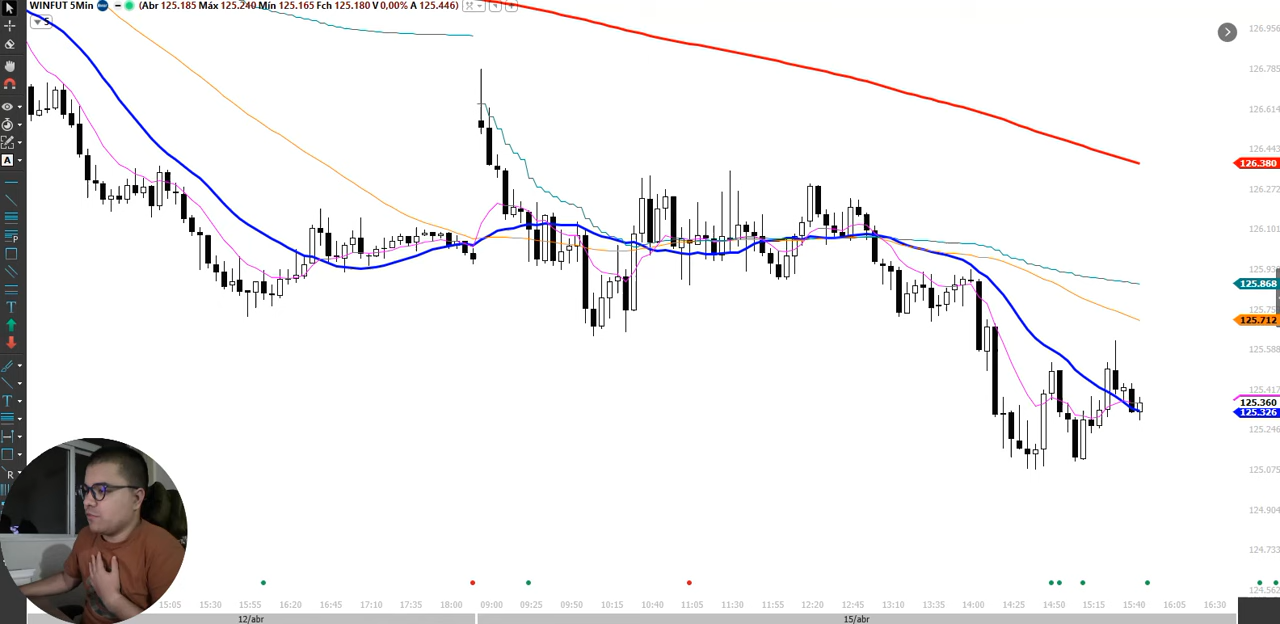 WINFUT 5Min (Abr 125.185 Máx 125.240 Mín 125.165 Fch 125.180 V 0,00% A 125.446)
5
126.956
126.785
126.614
126.443
126.380
126.272
126.101
125.868
125.712
125.588
125.417
125.360
125.326
125.246
125.075
124.904
124.733
124.562
A
P
T
T
R
15:05 15:30 15:55 16:20 16:45 17:10 17:35 18:00 09:00 09:25 09:50 10:15 10:40 11:05 11:30 11:55 12:20 12:45 13:10 13:35 14:00 14:25 14:50 15:15 15:40 16:05 16:30
12/abr 15/abr